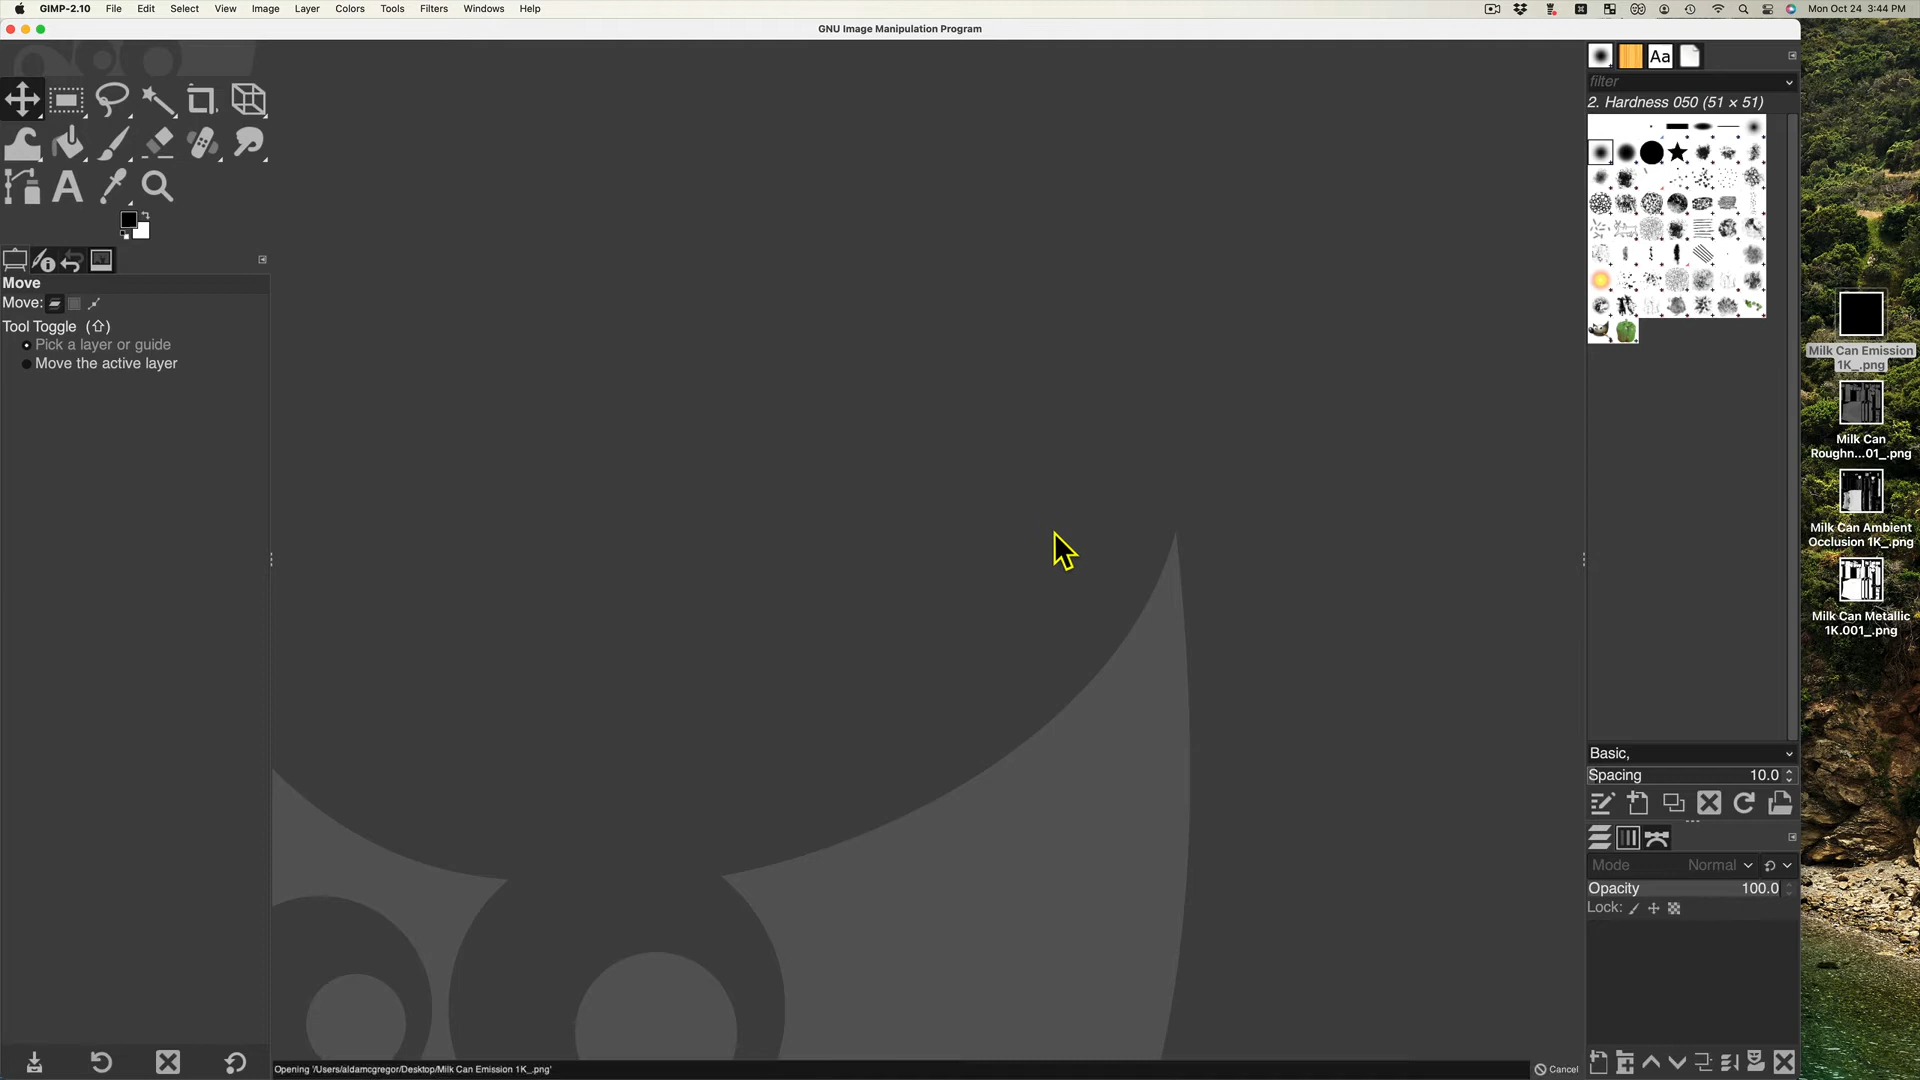 GIMP-2.10 File Edit Select View Image Layer Colors Tools Filters Windows Help Mon Oct 24 3:44 PM
GNU Image Manipulation Program
Aa
filter
2. Hardness 050 (51 × 51)
Move
Move:
Tool Toggle (⇧)
Pick a layer or guide
Move the active layer
Milk Can Emission
1K_.png
Milk Can
Roughn...01_.png
Milk Can Ambient
Occlusion 1K_.png
Milk Can Metallic
1K.001_.png
Basic,
Spacing 10.0
Mode Normal
Opacity 100.0
Lock:
Opening '/Users/aldamcgregor/Desktop/Milk Can Emission 1K_.png' Cancel